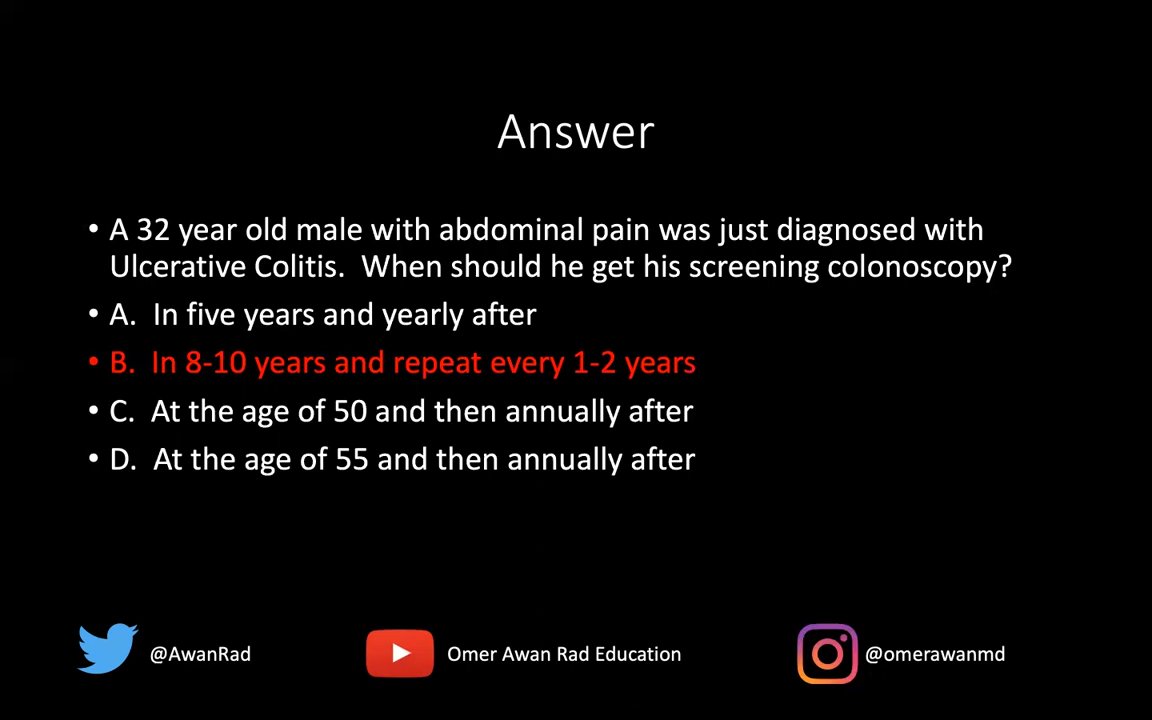 Answer
• A 32 year old male with abdominal pain was just diagnosed with
Ulcerative Colitis.  When should he get his screening colonoscopy?
• A.  In five years and yearly after
• B.  In 8-10 years and repeat every 1-2 years
• C.  At the age of 50 and then annually after
• D.  At the age of 55 and then annually after
@AwanRad
Omer Awan Rad Education
@omerawanmd